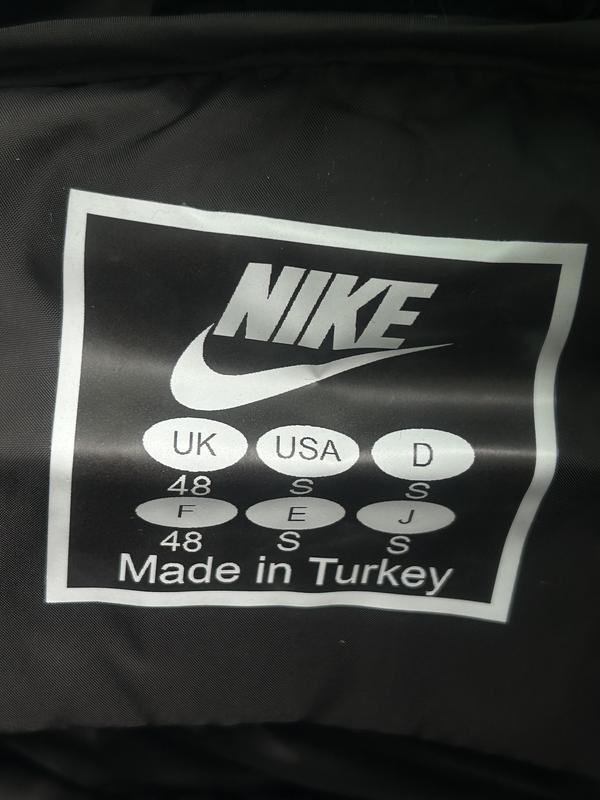 NIKE
UK USA D
48 S S
F E J
48 S S
Made in Turkey